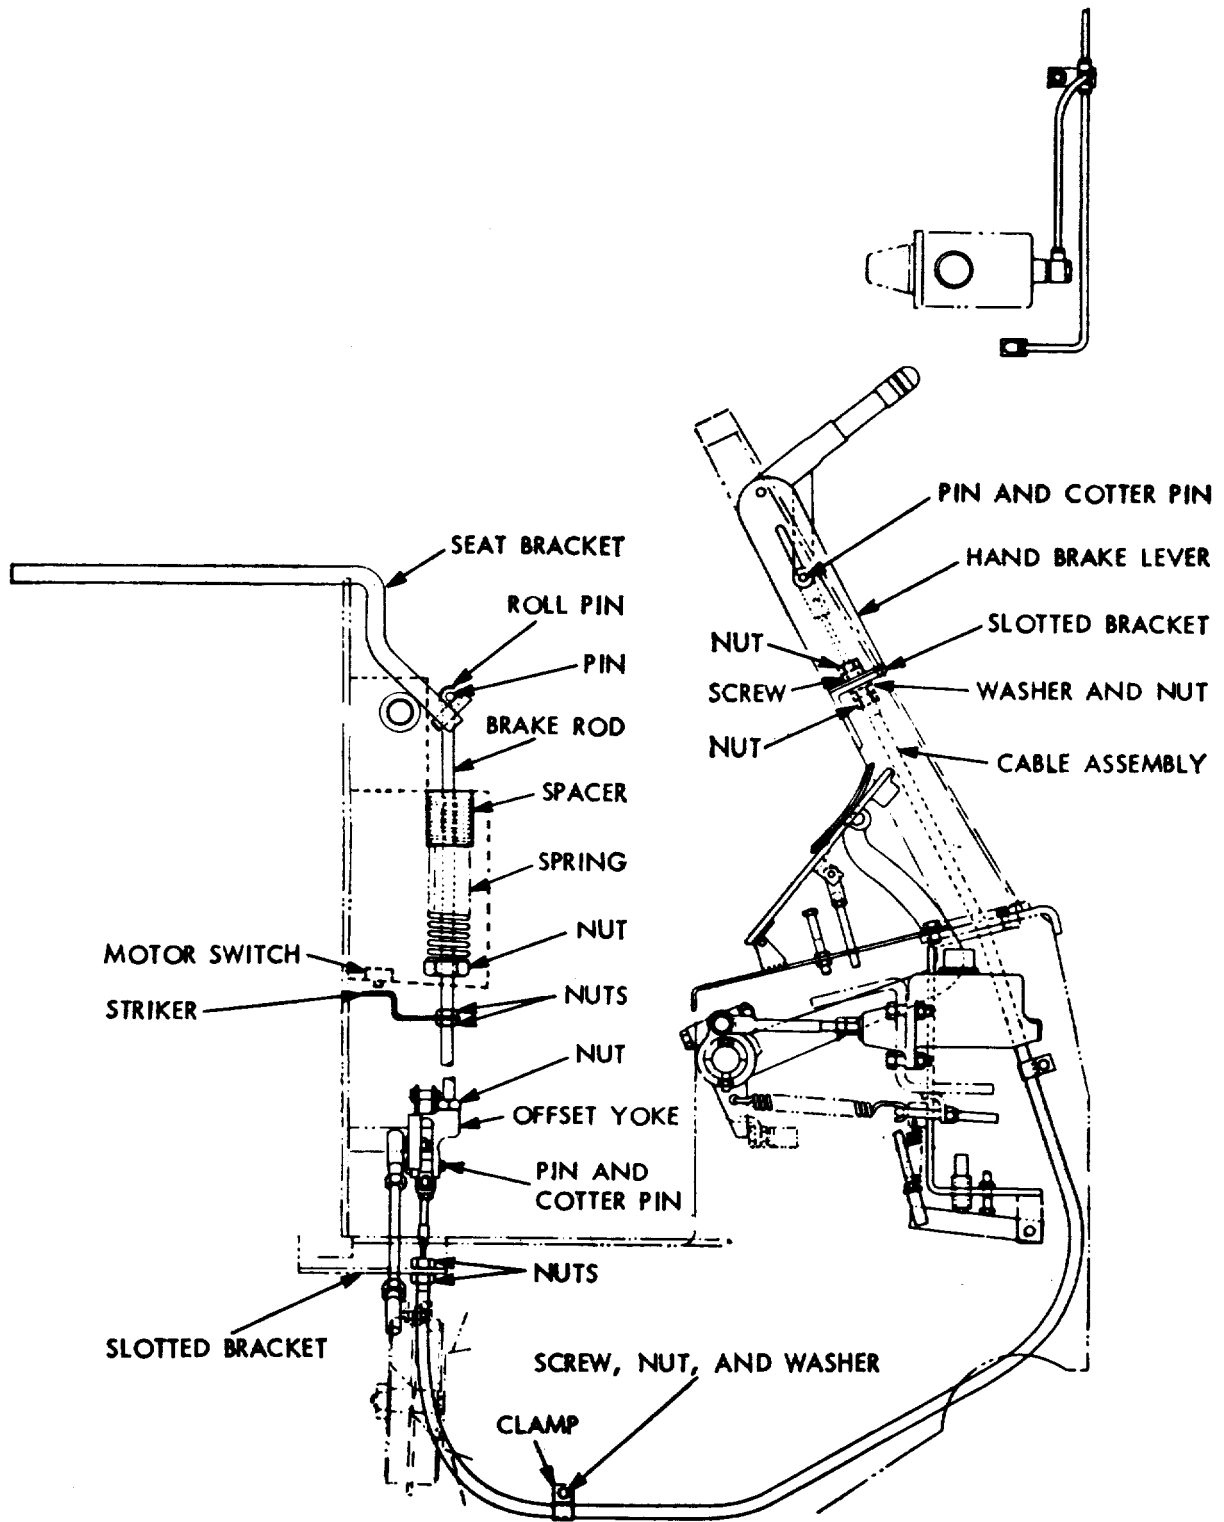 PIN AND COTTER PIN
SEAT BRACKET
HAND BRAKE LEVER
ROLL PIN
SLOTTED BRACKET
NUT
PIN
SCREW
WASHER AND NUT
BRAKE ROD
NUT
CABLE ASSEMBLY
SPACER
SPRING
NUT
MOTOR SWITCH
NUTS
STRIKER
NUT
OFFSET YOKE
PIN AND
COTTER PIN
NUTS
SLOTTED BRACKET
SCREW, NUT, AND WASHER
CLAMP